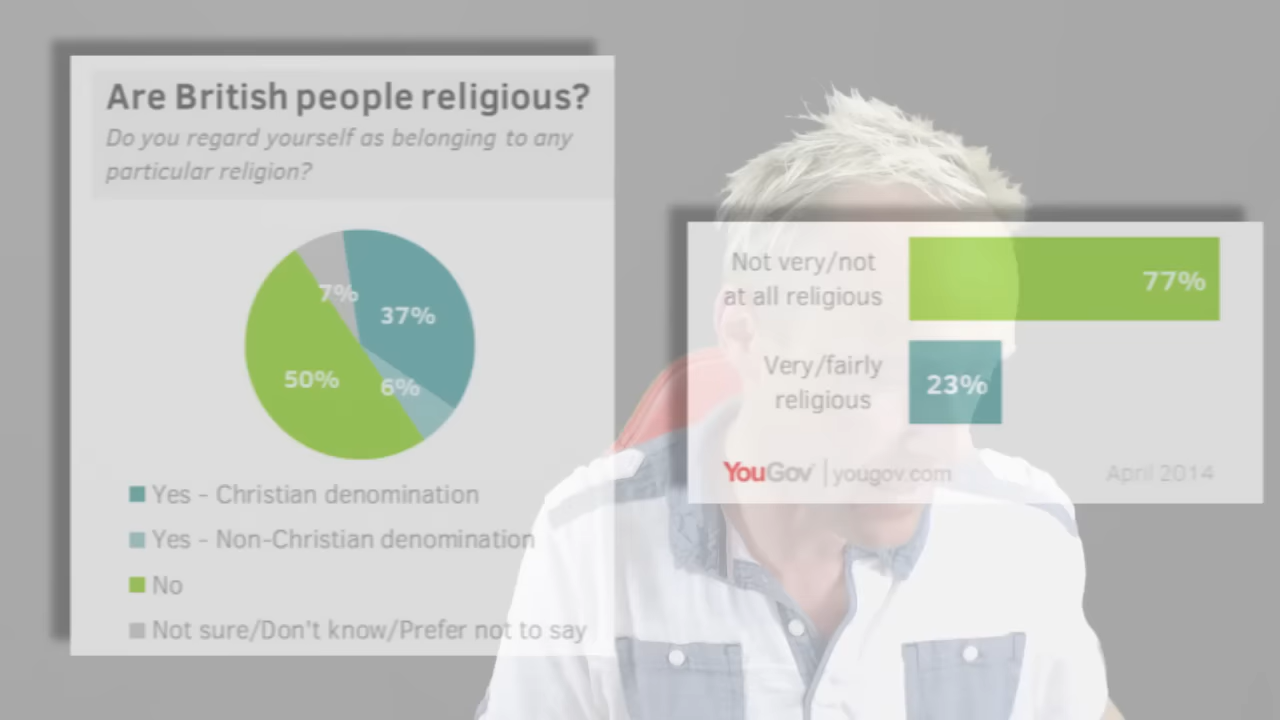 Are British people religious?
Do you regard yourself as belonging to any
particular religion?
7%
37%
50%
6%
Yes - Christian denomination
Yes - Non-Christian denomination
No
Not sure/Don't know/Prefer not to say
Not very/not
at all religious
77%
Very/fairly
religious
23%
YouGov | yougov.com
April 2014